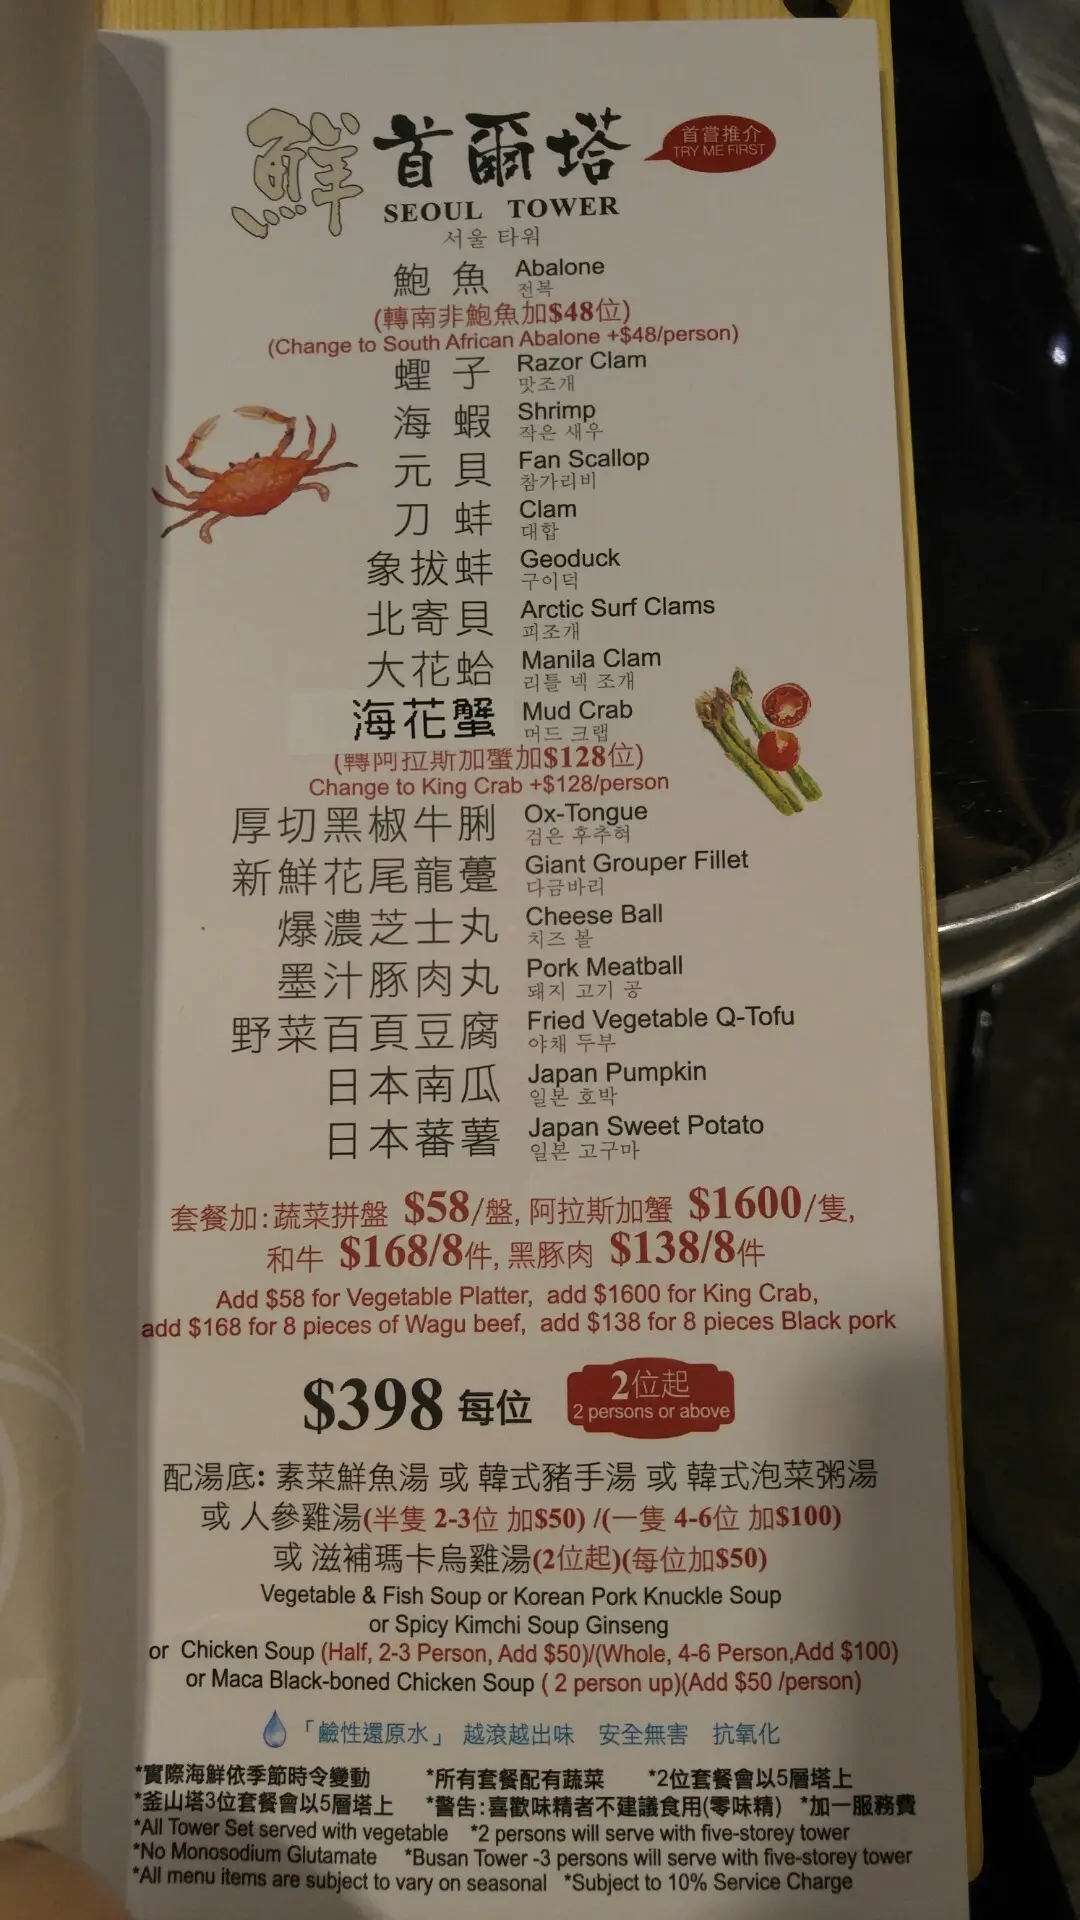 鮮 首爾塔
首嘗推介
TRY ME FIRST
SEOUL TOWER
서울 타워
鮑魚 Abalone
전복
(轉南非鮑魚加$48位)
(Change to South African Abalone +$48/person)
蟶子 Razor Clam
맛조개
海蝦 Shrimp
작은 새우
元貝 Fan Scallop
참가리비
刀蚌 Clam
대합
象拔蚌 Geoduck
구이덕
北寄貝 Arctic Surf Clams
피조개
大花蛤 Manila Clam
리틀 넥 조개
海花蟹 Mud Crab
머드 크랩
(轉阿拉斯加蟹加$128位)
Change to King Crab +$128/person
厚切黑椒牛脷 Ox-Tongue
검은 후추혀
新鮮花尾龍躉 Giant Grouper Fillet
다금바리
爆濃芝士丸 Cheese Ball
치즈 볼
墨汁豚肉丸 Pork Meatball
돼지 고기 공
野菜百頁豆腐 Fried Vegetable Q-Tofu
야채 두부
日本南瓜 Japan Pumpkin
일본 호박
日本蕃薯 Japan Sweet Potato
일본 고구마
套餐加:蔬菜拼盤 $58/盤, 阿拉斯加蟹 $1600/隻,
和牛 $168/8件, 黑豚肉 $138/8件
Add $58 for Vegetable Platter, add $1600 for King Crab,
add $168 for 8 pieces of Wagu beef, add $138 for 8 pieces Black pork
$398 每位
2位起
2 persons or above
配湯底: 素菜鮮魚湯 或 韓式豬手湯 或 韓式泡菜粥湯
或 人參雞湯(半隻 2-3位 加$50) /(一隻 4-6位 加$100)
或 滋補瑪卡烏雞湯(2位起)(每位加$50)
Vegetable & Fish Soup or Korean Pork Knuckle Soup
or Spicy Kimchi Soup Ginseng
or Chicken Soup (Half, 2-3 Person, Add $50)/(Whole, 4-6 Person,Add $100)
or Maca Black-boned Chicken Soup ( 2 person up)(Add $50 /person)
「鹼性還原水」 越滾越出味 安全無害 抗氧化
*實際海鮮依季節時令變動 *所有套餐配有蔬菜 *2位套餐會以5層塔上
*釜山塔3位套餐會以5層塔上 *警告:喜歡味精者不建議食用(零味精) *加一服務費
*All Tower Set served with vegetable *2 persons will serve with five-storey tower
*No Monosodium Glutamate *Busan Tower -3 persons will serve with five-storey tower
*All menu items are subject to vary on seasonal *Subject to 10% Service Charge